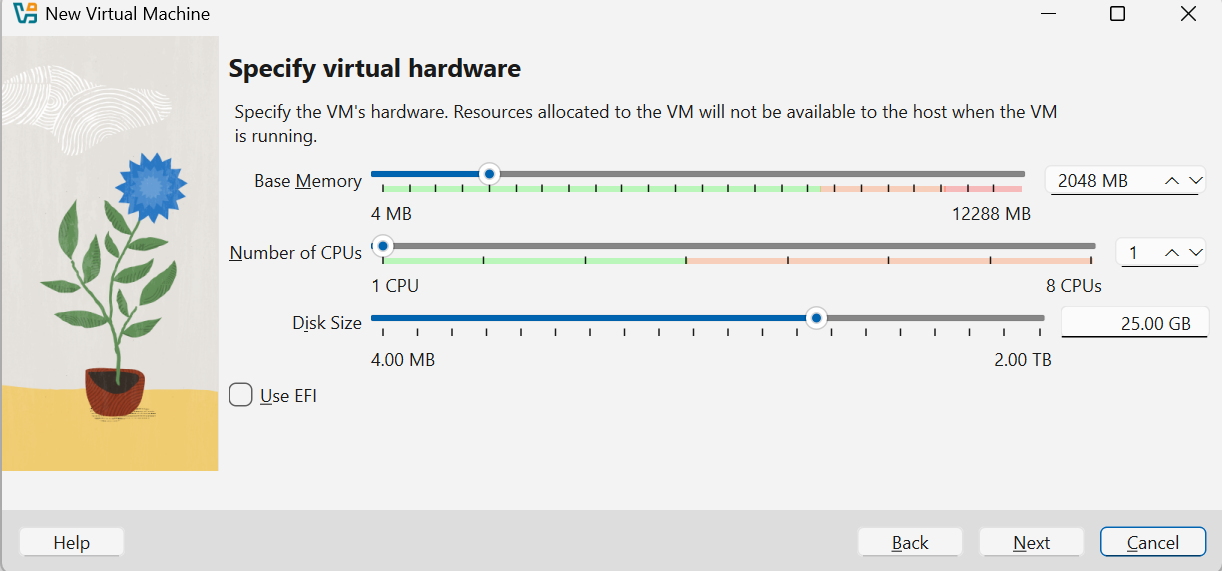 New Virtual Machine
Specify virtual hardware
Specify the VM's hardware. Resources allocated to the VM will not be available to the host when the VM
is running.
Base Memory 2048 MB
4 MB 12288 MB
Number of CPUs 1
1 CPU 8 CPUs
Disk Size 25.00 GB
4.00 MB 2.00 TB
Use EFI
Help Back Next Cancel